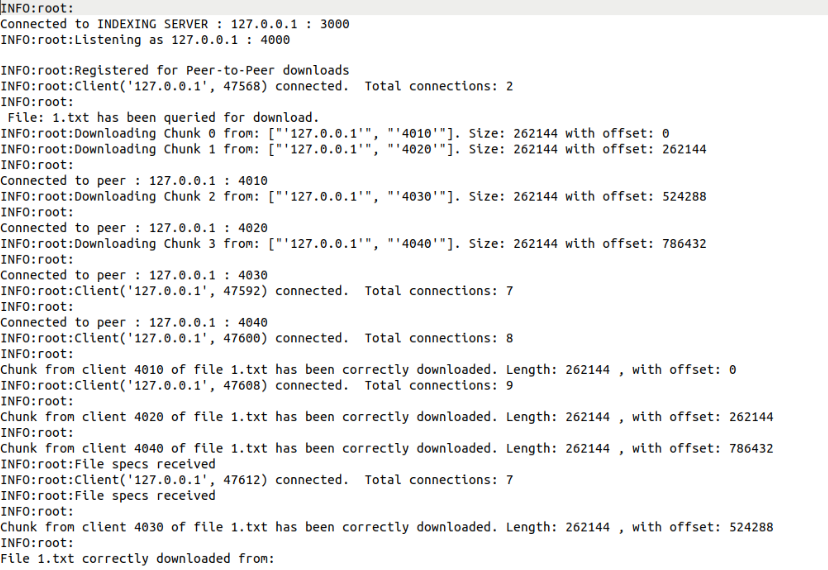 INFO:root:
Connected to INDEXING SERVER : 127.0.0.1 : 3000
INFO:root:Listening as 127.0.0.1 : 4000
INFO:root:Registered for Peer-to-Peer downloads
INFO:root:Client('127.0.0.1', 47568) connected.  Total connections: 2
INFO:root:
 File: 1.txt has been queried for download.
INFO:root:Downloading Chunk 0 from: ["'127.0.0.1'", "'4010'"]. Size: 262144 with offset: 0
INFO:root:Downloading Chunk 1 from: ["'127.0.0.1'", "'4020'"]. Size: 262144 with offset: 262144
INFO:root:
Connected to peer : 127.0.0.1 : 4010
INFO:root:Downloading Chunk 2 from: ["'127.0.0.1'", "'4030'"]. Size: 262144 with offset: 524288
INFO:root:
Connected to peer : 127.0.0.1 : 4020
INFO:root:Downloading Chunk 3 from: ["'127.0.0.1'", "'4040'"]. Size: 262144 with offset: 786432
INFO:root:
Connected to peer : 127.0.0.1 : 4030
INFO:root:Client('127.0.0.1', 47592) connected.  Total connections: 7
INFO:root:
Connected to peer : 127.0.0.1 : 4040
INFO:root:Client('127.0.0.1', 47600) connected.  Total connections: 8
INFO:root:
Chunk from client 4010 of file 1.txt has been correctly downloaded. Length: 262144 , with offset: 0
INFO:root:Client('127.0.0.1', 47608) connected.  Total connections: 9
INFO:root:
Chunk from client 4020 of file 1.txt has been correctly downloaded. Length: 262144 , with offset: 262144
INFO:root:
Chunk from client 4040 of file 1.txt has been correctly downloaded. Length: 262144 , with offset: 786432
INFO:root:File specs received
INFO:root:Client('127.0.0.1', 47612) connected.  Total connections: 7
INFO:root:File specs received
INFO:root:
Chunk from client 4030 of file 1.txt has been correctly downloaded. Length: 262144 , with offset: 524288
INFO:root:
File 1.txt correctly downloaded from: